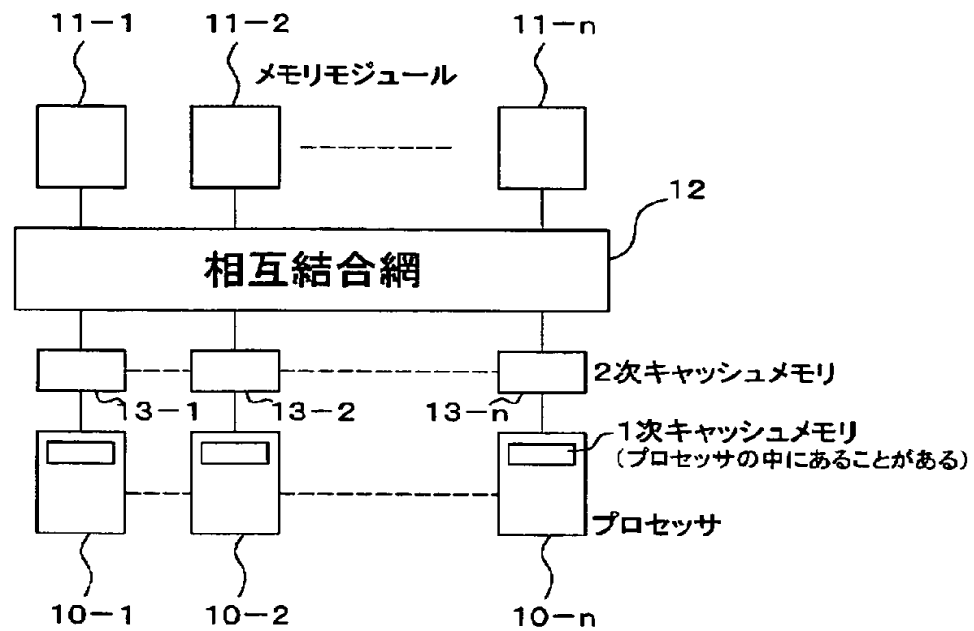 11-1
11-2
11-n
メモリモジュール
12
相互結合網
2次キャッシュメモリ
13-1
13-2
13-n
1次キャッシュメモリ
(プロセッサの中にあることがある)
プロセッサ
10-1
10-2
10-n